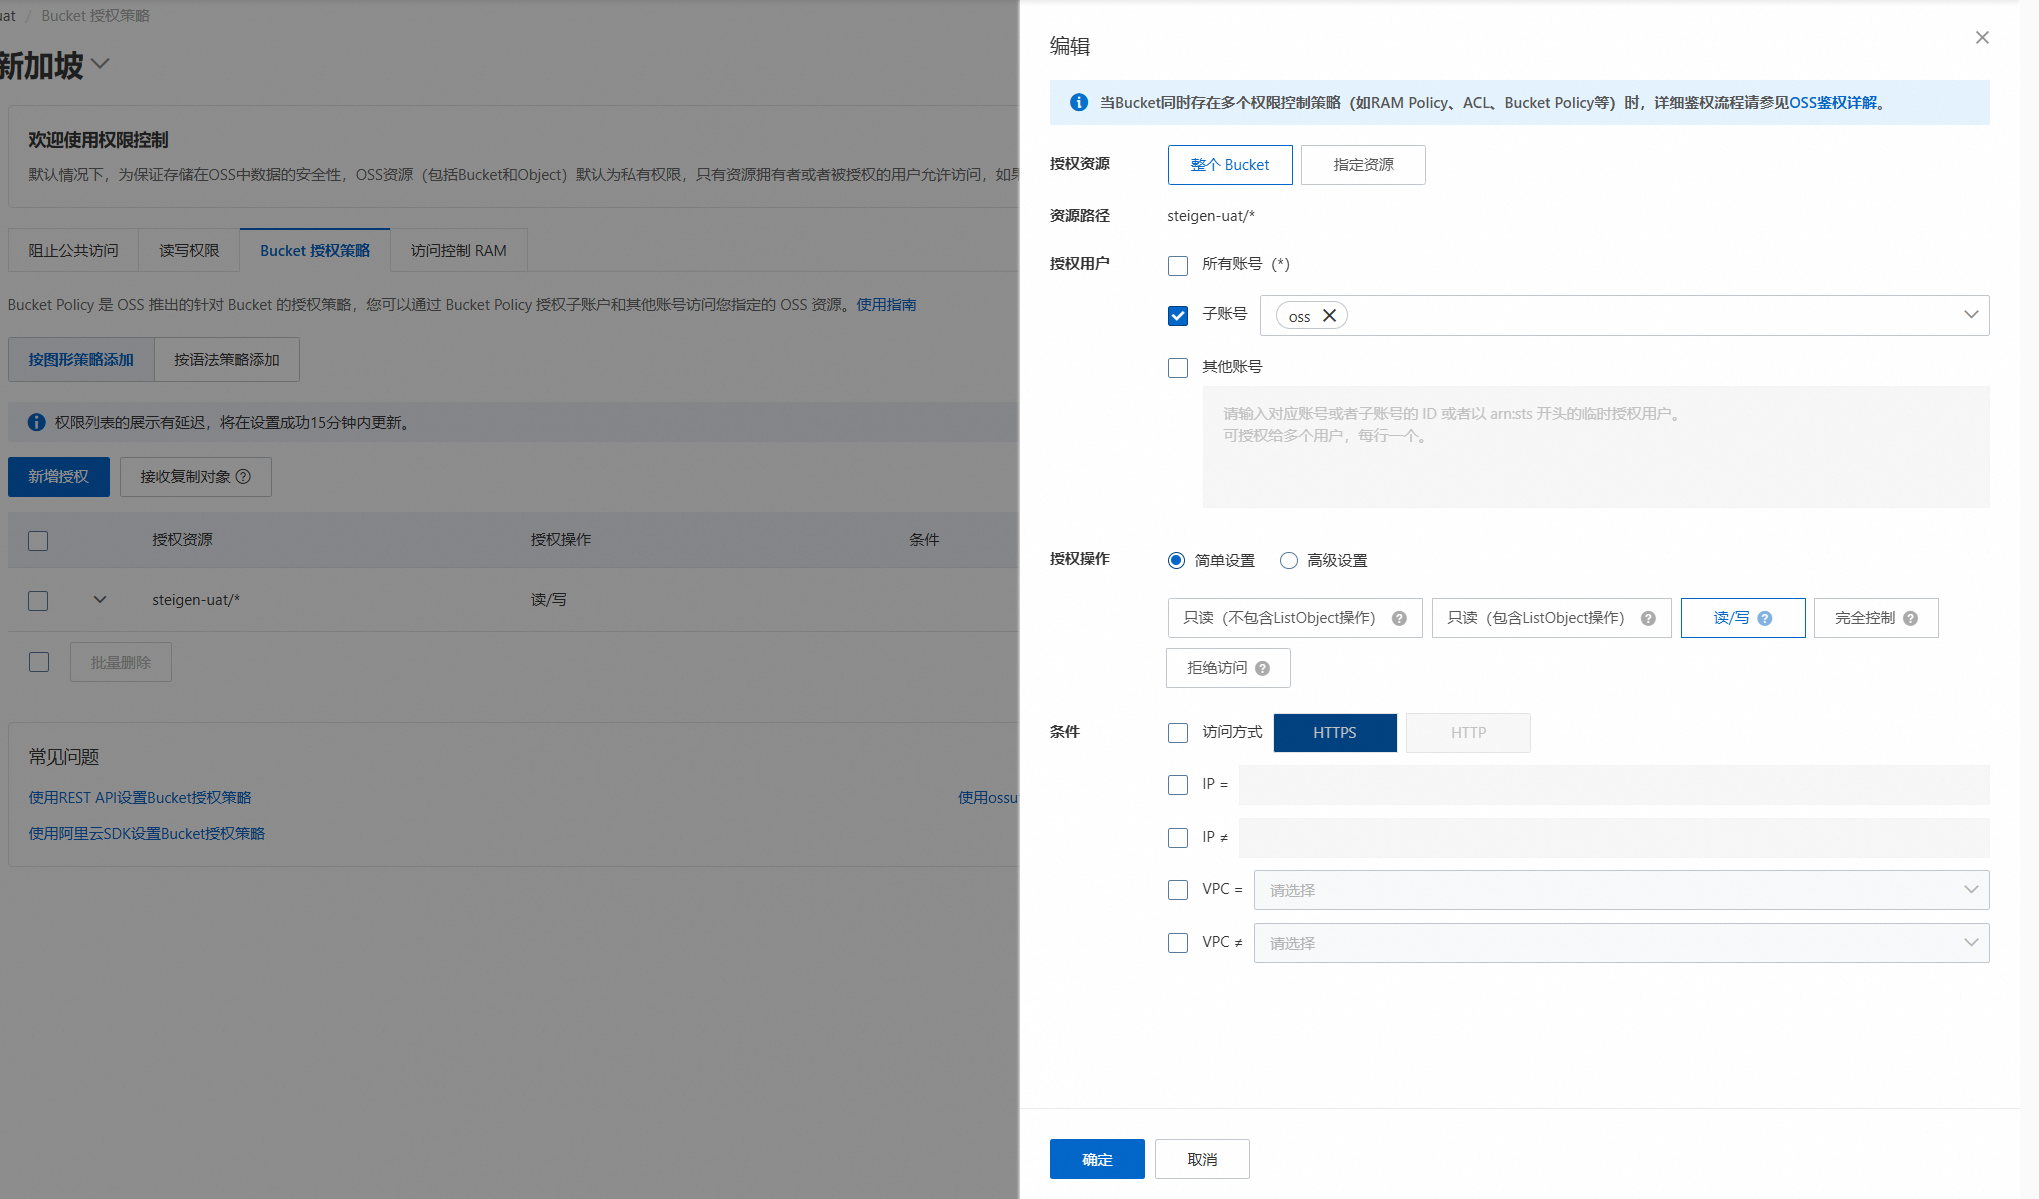 uat / Bucket 授权策略
新加坡
欢迎使用权限控制
默认情况下，为保证存储在OSS中数据的安全性，OSS资源（包括Bucket和Object）默认为私有权限，只有资源拥有者或者被授权的用户允许访问，如果
阻止公共访问 读写权限 Bucket 授权策略 访问控制 RAM
Bucket Policy 是 OSS 推出的针对 Bucket 的授权策略，您可以通过 Bucket Policy 授权子账户和其他账号访问您指定的 OSS 资源。使用指南
按图形策略添加 按语法策略添加
权限列表的展示有延迟，将在设置成功15分钟内更新。
新增授权 接收复制对象
授权资源 授权操作 条件
steigen-uat/* 读/写
批量删除
常见问题
使用REST API设置Bucket授权策略 使用ossu
使用阿里云SDK设置Bucket授权策略
编辑
当Bucket同时存在多个权限控制策略（如RAM Policy、ACL、Bucket Policy等）时，详细鉴权流程请参见OSS鉴权详解。
授权资源 整个 Bucket 指定资源
资源路径 steigen-uat/*
授权用户 所有账号（*）
子账号 oss
其他账号
请输入对应账号或者子账号的 ID 或者以 arn:sts 开头的临时授权用户。
可授权给多个用户，每行一个。
授权操作 简单设置 高级设置
只读（不包含ListObject操作） 只读（包含ListObject操作） 读/写 完全控制
拒绝访问
条件 访问方式 HTTPS HTTP
IP =
IP ≠
VPC = 请选择
VPC ≠ 请选择
确定 取消